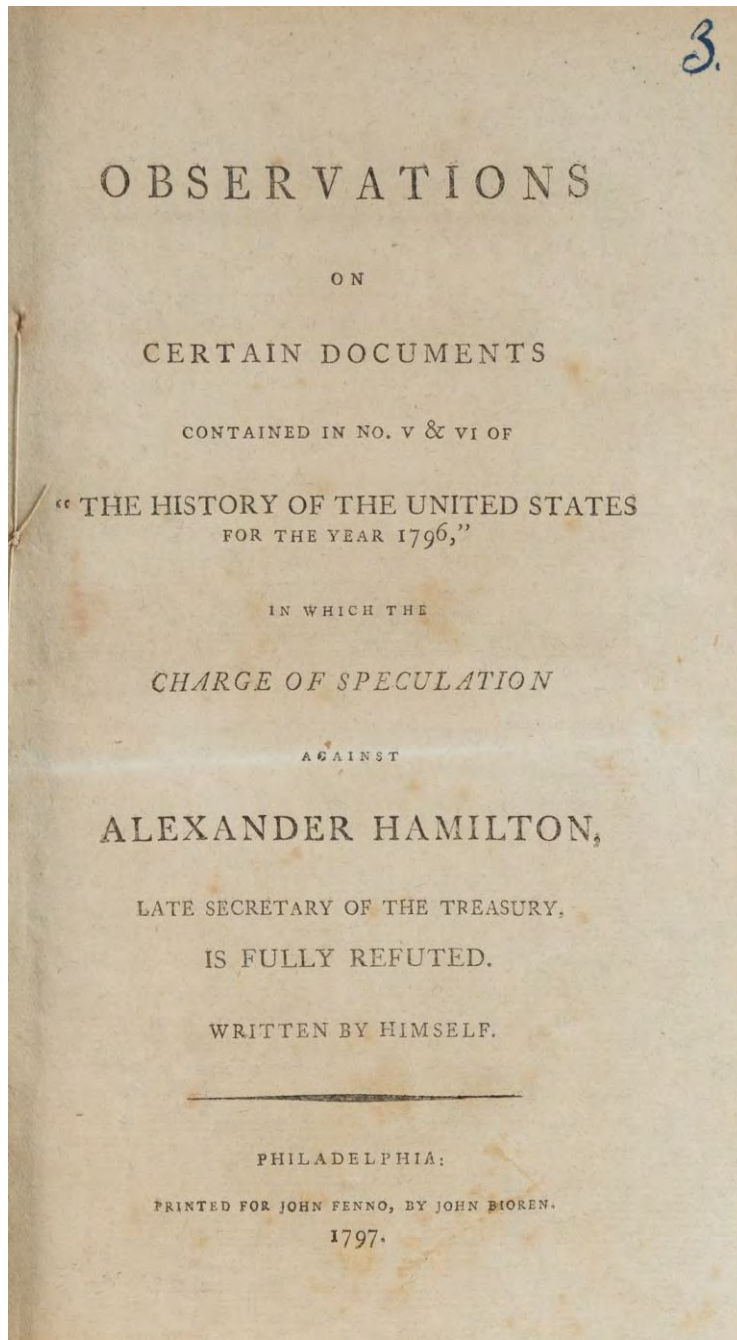 3.
OBSERVATIONS
ON
CERTAIN DOCUMENTS
CONTAINED IN NO. V & VI OF
“THE HISTORY OF THE UNITED STATES
FOR THE YEAR 1796,”
IN WHICH THE
CHARGE OF SPECULATION
AGAINST
ALEXANDER HAMILTON,
LATE SECRETARY OF THE TREASURY,
IS FULLY REFUTED.
WRITTEN BY HIMSELF.
PHILADELPHIA:
PRINTED FOR JOHN FENNO, BY JOHN BIOREN.
1797.